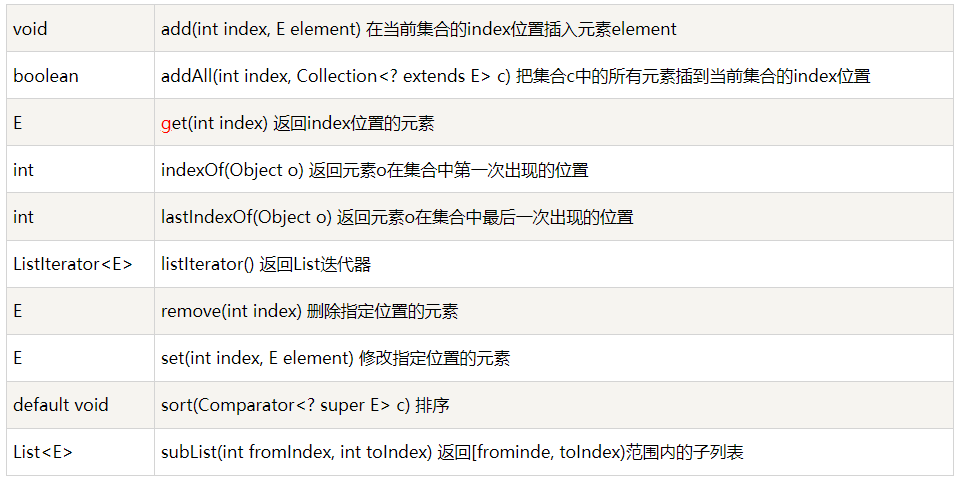 void add(int index, E element) 在当前集合的index位置插入元素element
boolean addAll(int index, Collection<? extends E> c) 把集合c中的所有元素插到当前集合的index位置
E get(int index) 返回index位置的元素
int indexOf(Object o) 返回元素o在集合中第一次出现的位置
int lastIndexOf(Object o) 返回元素o在集合中最后一次出现的位置
ListIterator<E> listIterator() 返回List迭代器
E remove(int index) 删除指定位置的元素
E set(int index, E element) 修改指定位置的元素
default void sort(Comparator<? super E> c) 排序
List<E> subList(int fromIndex, int toIndex) 返回[frominde, toIndex)范围内的子列表